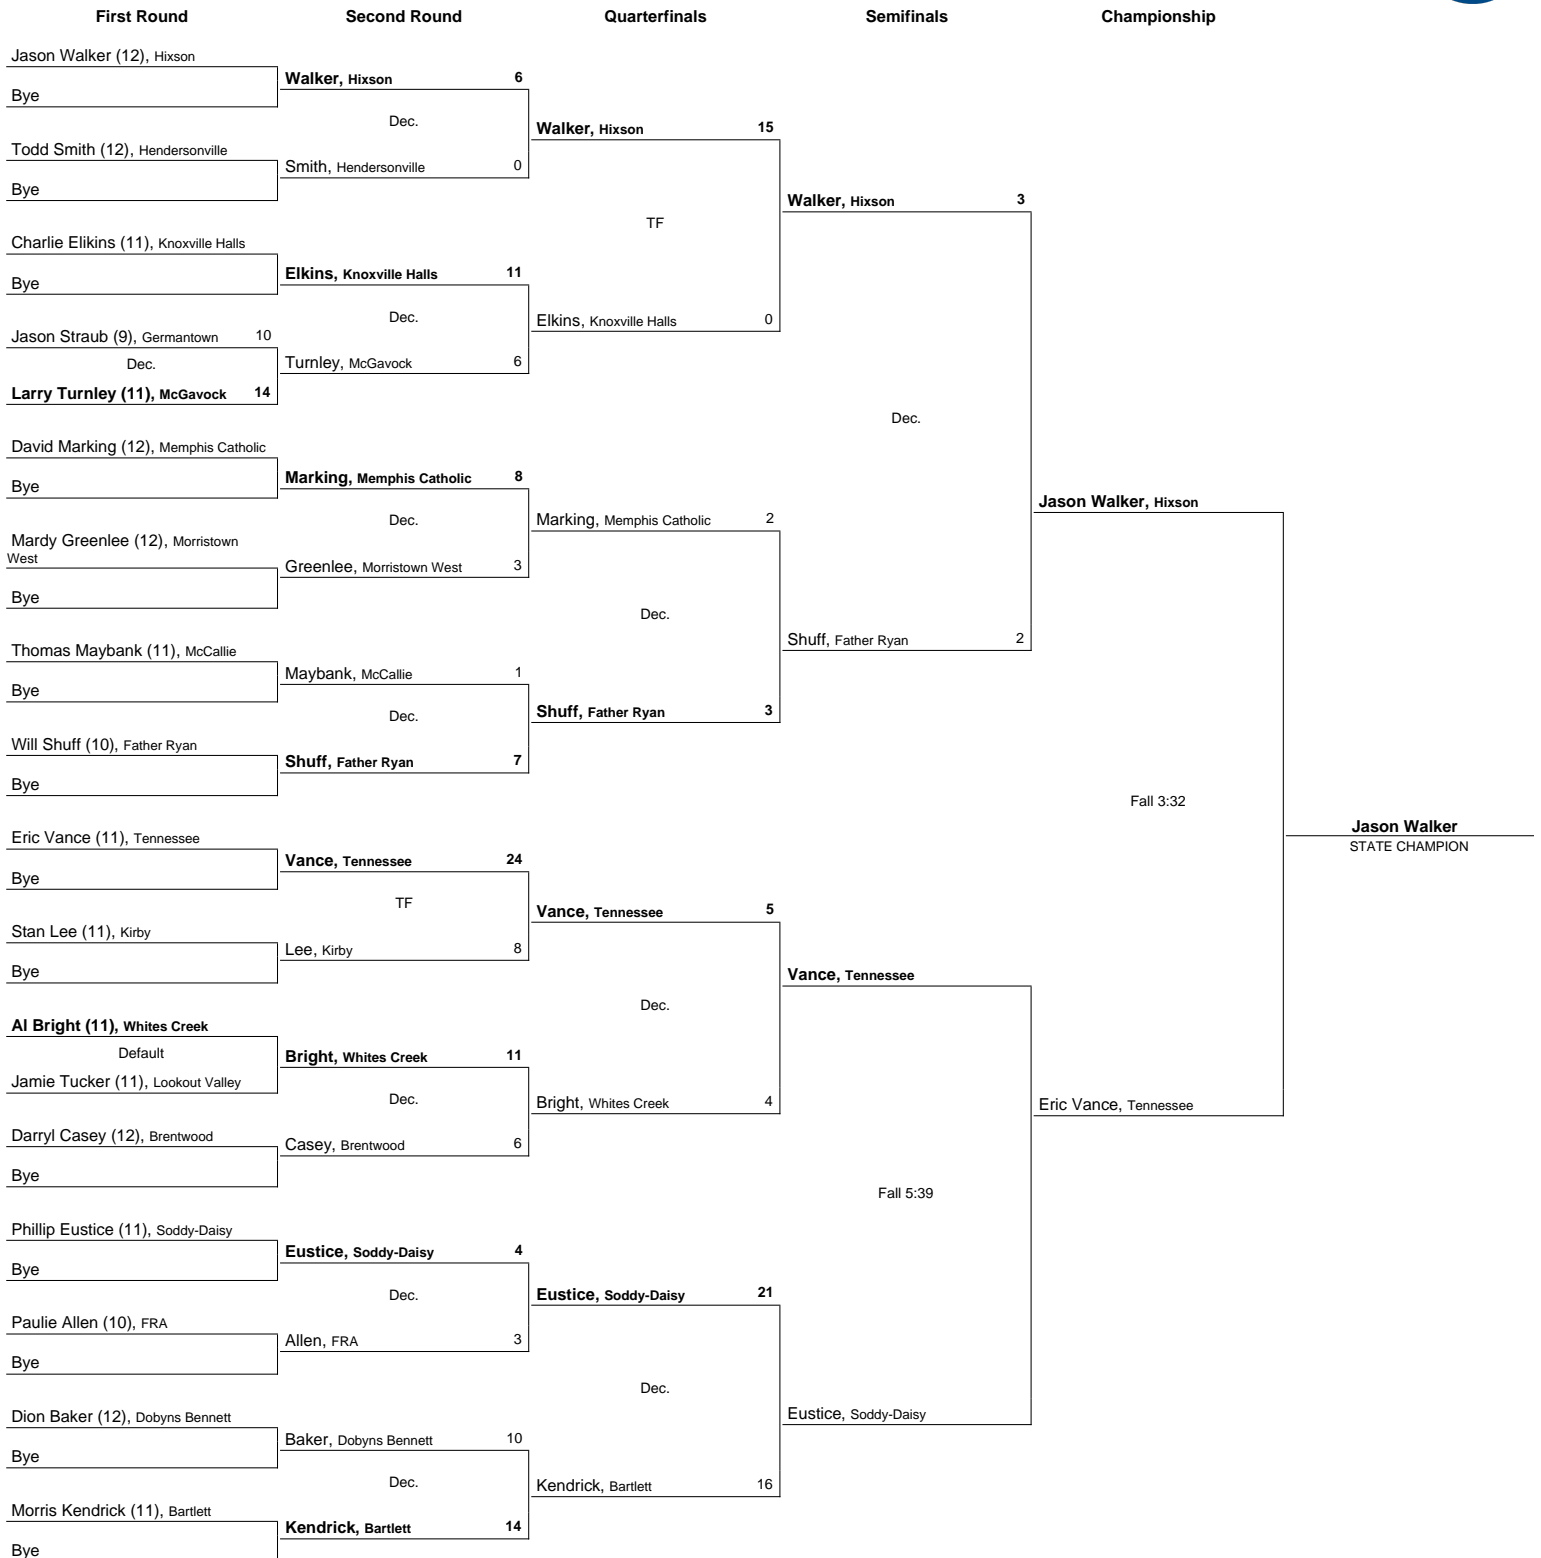 First Round
Second Round
Quarterfinals
Semifinals
Championship
Jason Walker (12), Hixson
Bye
Todd Smith (12), Hendersonville
Bye
Charlie Elikins (11), Knoxville Halls
Bye
Jason Straub (9), Germantown 10
Dec.
Larry Turnley (11), McGavock 14
David Marking (12), Memphis Catholic
Bye
Mardy Greenlee (12), Morristown
West
Bye
Thomas Maybank (11), McCallie
Bye
Will Shuff (10), Father Ryan
Bye
Eric Vance (11), Tennessee
Bye
Stan Lee (11), Kirby
Bye
Al Bright (11), Whites Creek
Default
Jamie Tucker (11), Lookout Valley
Darryl Casey (12), Brentwood
Bye
Phillip Eustice (11), Soddy-Daisy
Bye
Paulie Allen (10), FRA
Bye
Dion Baker (12), Dobyns Bennett
Bye
Morris Kendrick (11), Bartlett
Bye
Walker, Hixson 6
Dec.
Smith, Hendersonville 0
Elkins, Knoxville Halls 11
Dec.
Turnley, McGavock 6
Marking, Memphis Catholic 8
Dec.
Greenlee, Morristown West 3
Maybank, McCallie 1
Dec.
Shuff, Father Ryan 7
Vance, Tennessee 24
TF
Lee, Kirby 8
Bright, Whites Creek 11
Dec.
Casey, Brentwood 6
Eustice, Soddy-Daisy 4
Dec.
Allen, FRA 3
Baker, Dobyns Bennett 10
Dec.
Kendrick, Bartlett 14
Walker, Hixson 15
TF
Elkins, Knoxville Halls 0
Marking, Memphis Catholic 2
Dec.
Shuff, Father Ryan 3
Vance, Tennessee 5
Dec.
Bright, Whites Creek 4
Eustice, Soddy-Daisy 21
Dec.
Kendrick, Bartlett 16
Walker, Hixson 3
Dec.
Shuff, Father Ryan 2
Vance, Tennessee
Fall 5:39
Eustice, Soddy-Daisy
Jason Walker, Hixson
Fall 3:32
Eric Vance, Tennessee
Jason Walker
STATE CHAMPION